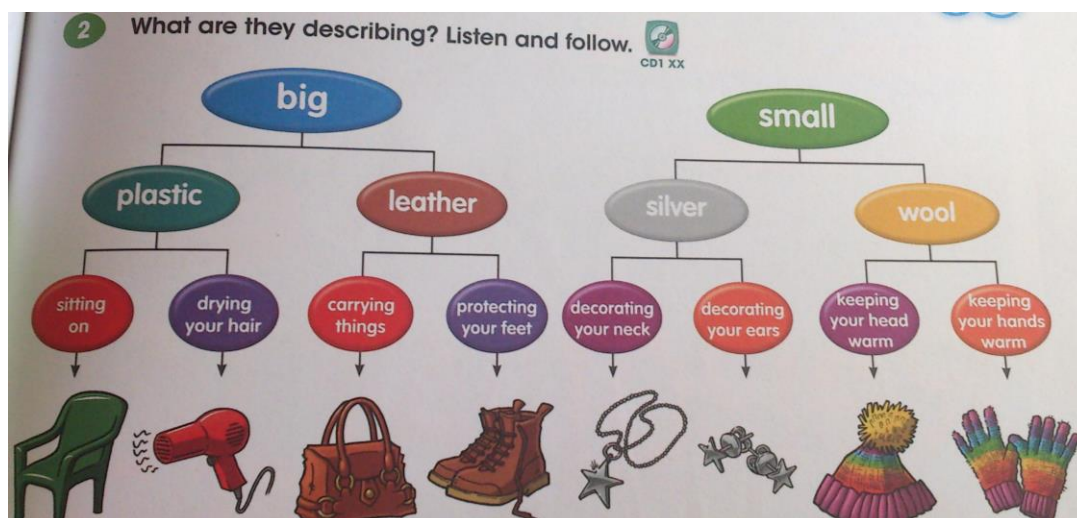 2 What are they describing? Listen and follow.
CD1 XX
big small
plastic leather silver wool
sitting on
drying your hair
carrying things
protecting your feet
decorating your neck
decorating your ears
keeping your head warm
keeping your hands warm